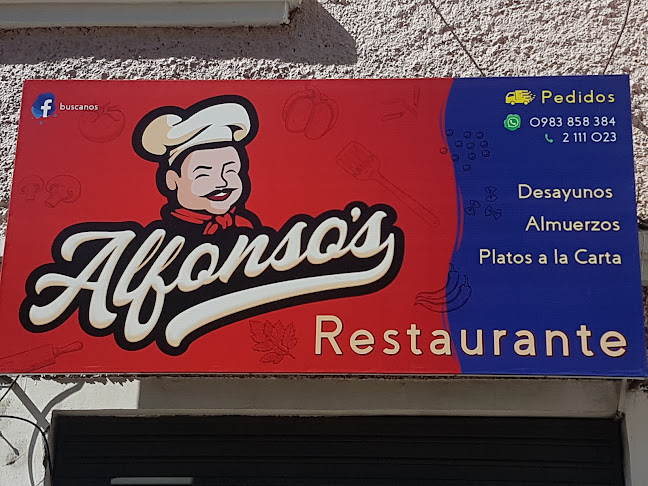 f buscanos
Alfonso's
Restaurante
Pedidos
0983 858 384
2 111 023
Desayunos
Almuerzos
Platos a la Carta